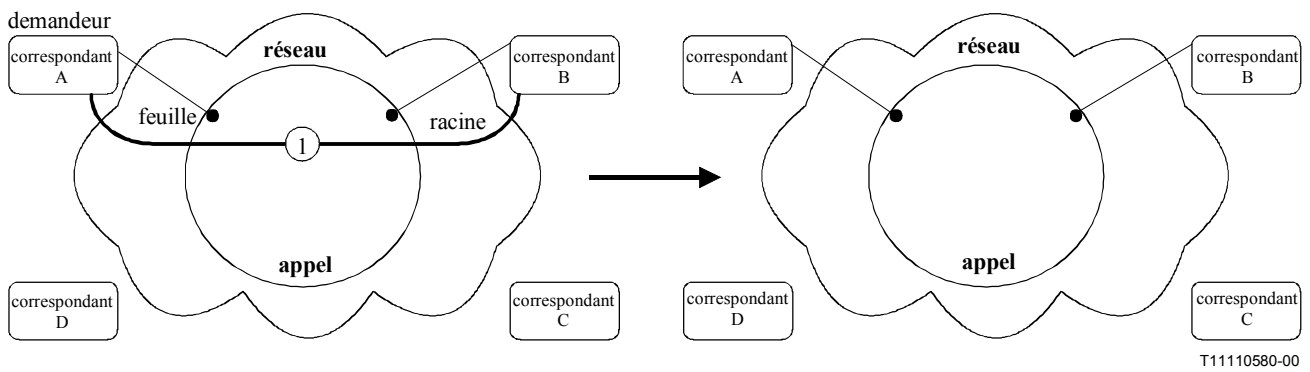 demandeur
correspondant
A
réseau
correspondant
B
feuille
racine
1
appel
correspondant
D
correspondant
C
correspondant
A
réseau
correspondant
B
appel
correspondant
D
correspondant
C
T11110580-00